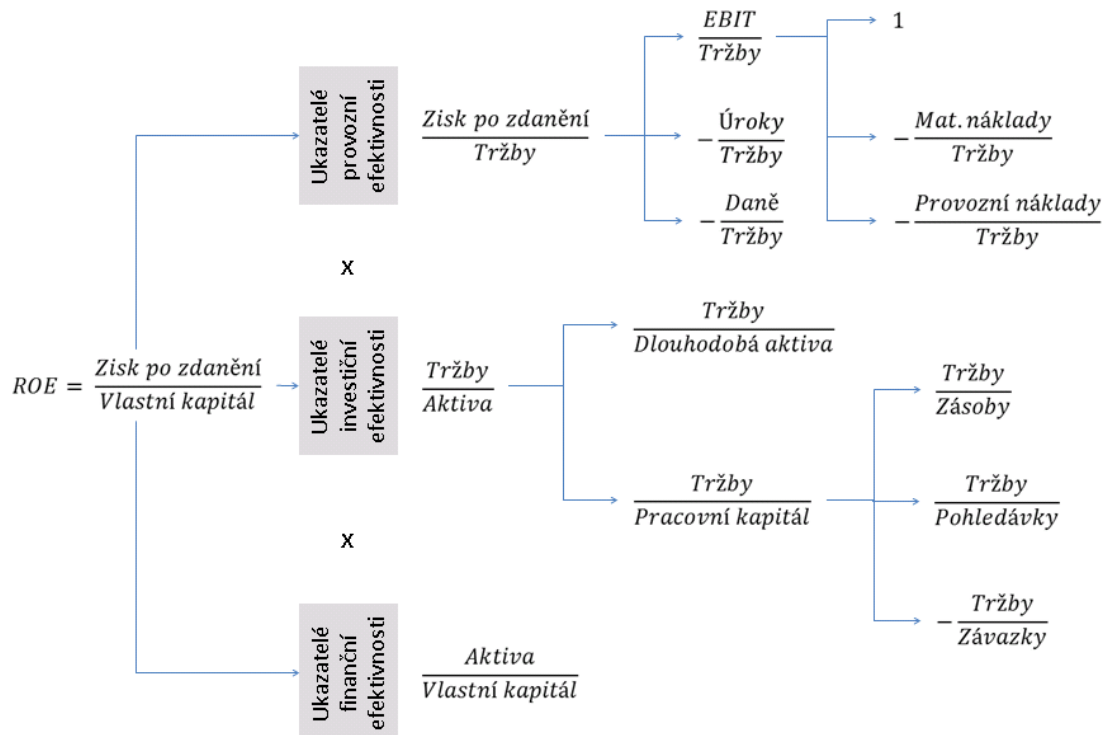 EBIT
Tržby
1
Ukazatelé
provozní
efektivnosti
Zisk po zdanění
Tržby
− Úroky
Tržby
− Mat. náklady
Tržby
− Daně
Tržby
− Provozní náklady
Tržby
x
ROE = Zisk po zdanění
Vlastní kapitál
Ukazatelé
investiční
efektivnosti
Tržby
Aktiva
Tržby
Dlouhodobá aktiva
Tržby
Zásoby
Tržby
Pracovní kapitál
Tržby
Pohledávky
− Tržby
Závazky
x
Ukazatelé
finanční
efektivnosti
Aktiva
Vlastní kapitál